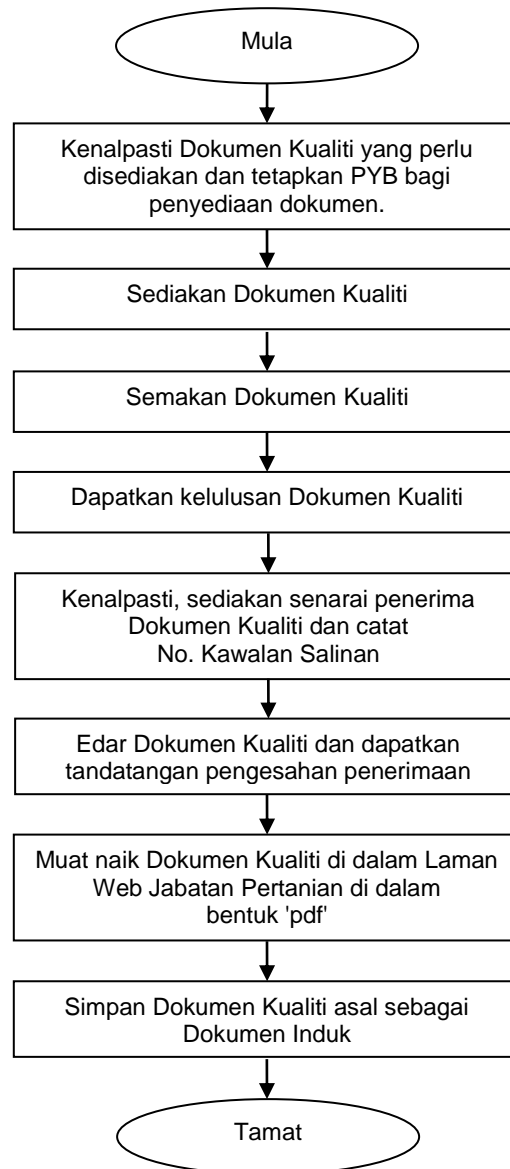 Mula
Kenalpasti Dokumen Kualiti yang perlu
disediakan dan tetapkan PYB bagi
penyediaan dokumen.
Sediakan Dokumen Kualiti
Semakan Dokumen Kualiti
Dapatkan kelulusan Dokumen Kualiti
Kenalpasti, sediakan senarai penerima
Dokumen Kualiti dan catat
No. Kawalan Salinan
Edar Dokumen Kualiti dan dapatkan
tandatangan pengesahan penerimaan
Muat naik Dokumen Kualiti di dalam Laman
Web Jabatan Pertanian di dalam
bentuk 'pdf'
Simpan Dokumen Kualiti asal sebagai
Dokumen Induk
Tamat